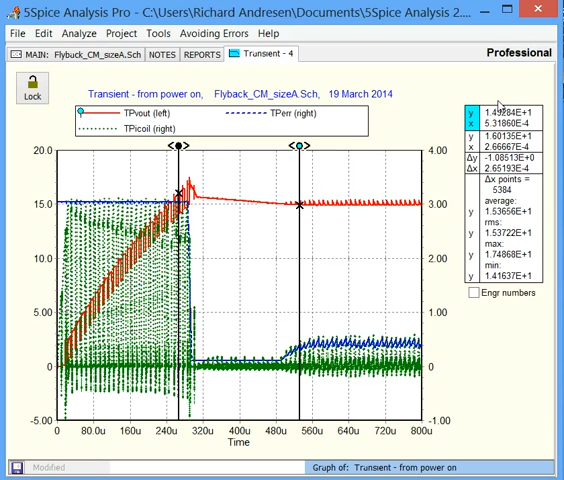 5Spice Analysis Pro - C:\Users\Richard Andresen\Documents\5Spice Analysis 2....
File Edit Analyze Project Tools Avoiding Errors Help
MAIN: Flyback_CM_sizeA.Sch NOTES REPORTS Transient - 4
Professional
Lock
Transient - from power on, Flyback_CM_sizeA.Sch, 19 March 2014
TPvout (left) TPerr (right)
TPicoil (right)
20.0 4.00
15.0 3.00
10.0 2.00
5.00 1.00
0 0
-5.00 -1.00
0 80.0u 160u 240u 320u 400u 480u 560u 640u 720u 800u
Time
y 1.49284E+1
x 5.31860E-4
y 1.60135E+1
x 2.66667E-4
Δy -1.08513E+0
Δx 2.65193E-4
Δx points =
5384
average:
y 1.53656E+1
rms:
y 1.53722E+1
max:
y 1.74868E+1
min:
y 1.41637E+1
Engr numbers
Modified
Graph of: Transient - from power on